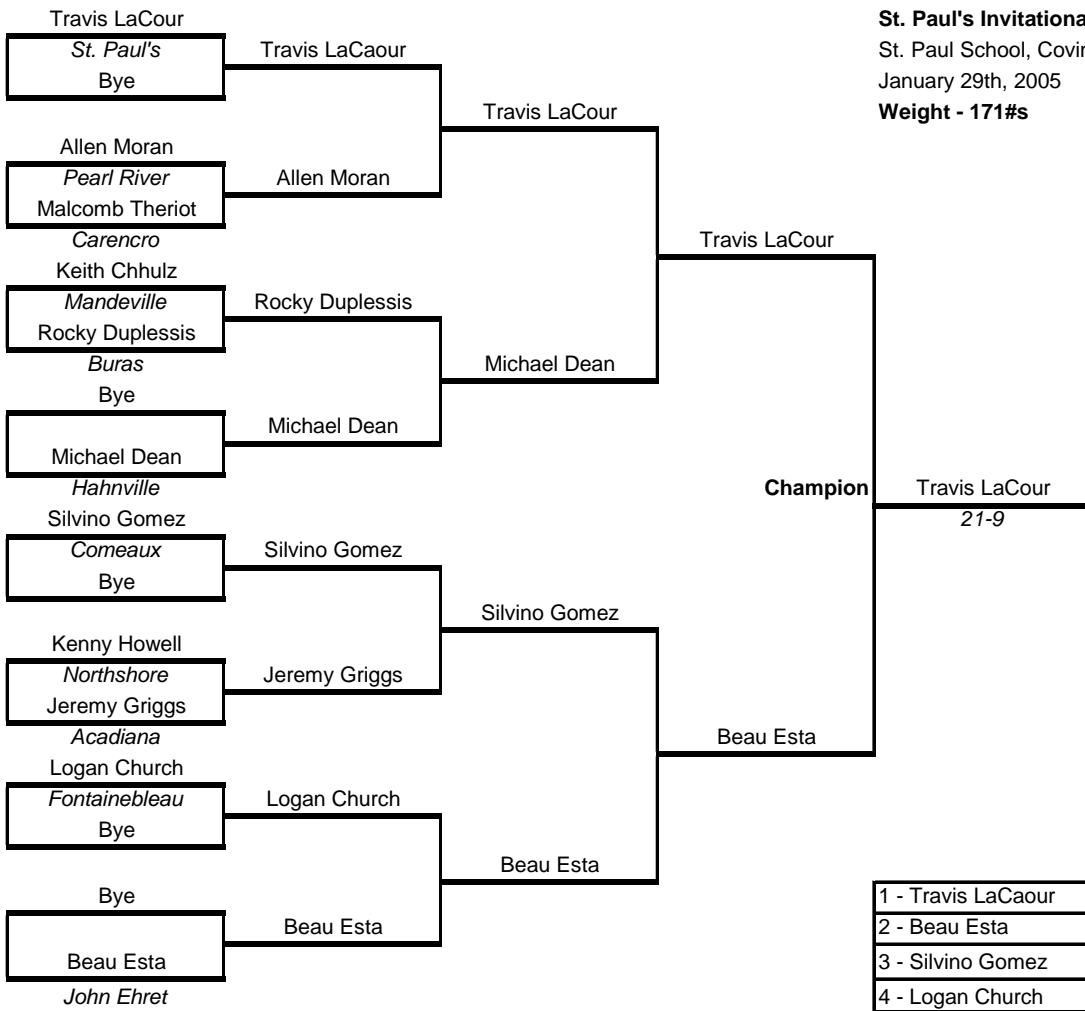 Travis LaCour
St. Paul's
Bye
Allen Moran
Pearl River
Malcomb Theriot
Carencro
Keith Chhulz
Mandeville
Rocky Duplessis
Buras
Bye
Michael Dean
Hahnville
Silvino Gomez
Comeaux
Bye
Kenny Howell
Northshore
Jeremy Griggs
Acadiana
Logan Church
Fontainebleau
Bye
Bye
Beau Esta
John Ehret
Travis LaCaour
Allen Moran
Rocky Duplessis
Michael Dean
Silvino Gomez
Jeremy Griggs
Logan Church
Beau Esta
Travis LaCour
Michael Dean
Silvino Gomez
Beau Esta
Travis LaCour
Beau Esta
Champion
Travis LaCour
21-9
St. Paul's Invitationa
St. Paul School, Covin
January 29th, 2005
Weight - 171#s
1 - Travis LaCaour
2 - Beau Esta
3 - Silvino Gomez
4 - Logan Church